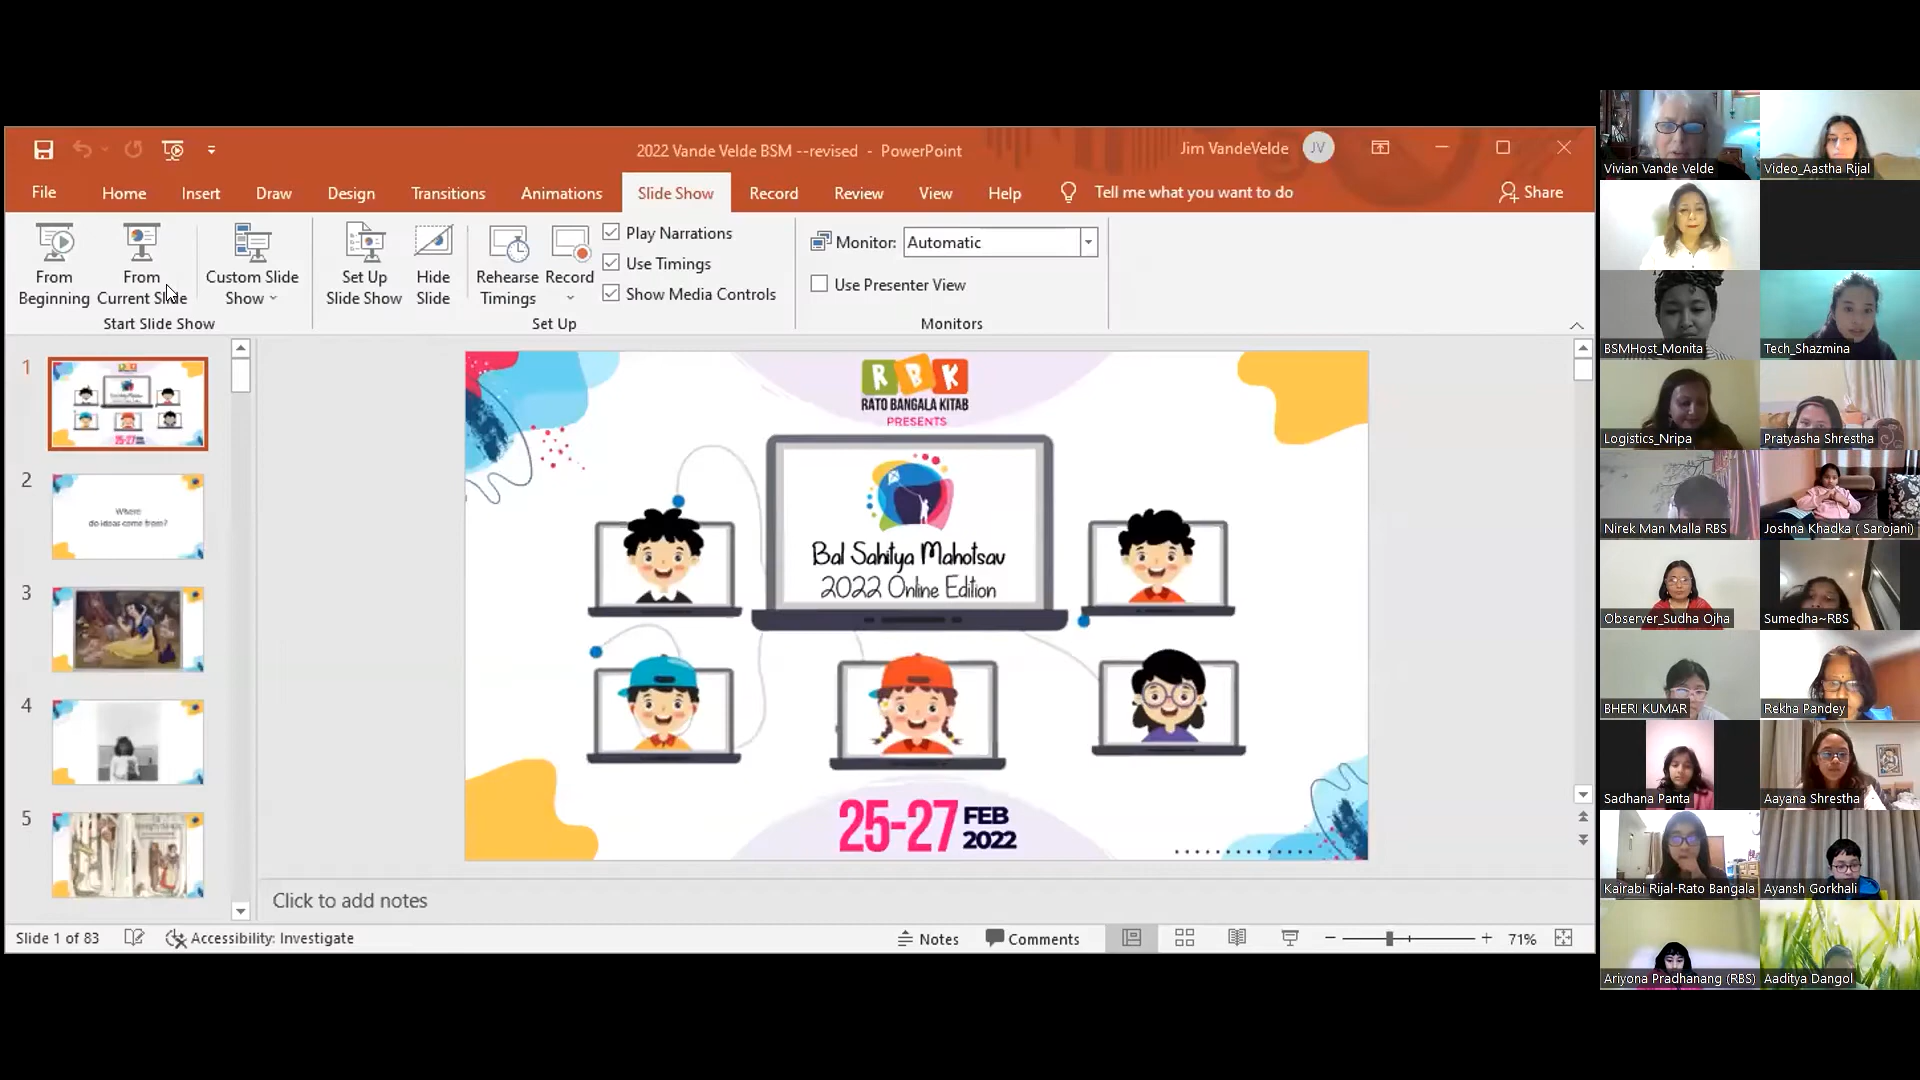 2022 Vande Velde BSM --revised - PowerPoint
Jim VandeVelde
JV
File
Home
Insert
Draw
Design
Transitions
Animations
Slide Show
Record
Review
View
Help
Tell me what you want to do
Share
From
Beginning
From
Current Slide
Custom Slide
Show
Start Slide Show
Set Up
Slide Show
Hide
Slide
Rehearse
Timings
Record
Play Narrations
Use Timings
Show Media Controls
Set Up
Monitor:
Automatic
Use Presenter View
Monitors
1
2
Where
do ideas come from?
3
4
5
25-27
RBK
RATO BANGALA KITAB
PRESENTS
Bal Sahitya Mahotsav
2022 Online Edition
25-27 FEB
2022
Click to add notes
Slide 1 of 83
Accessibility: Investigate
Notes
Comments
71%
Vivian Vande Velde
Video_Aastha Rijal
BSMHost_Monita
Tech_Shazmina
Logistics_Nripa
Pratyasha Shrestha
Nirek Man Malla RBS
Joshna Khadka ( Sarojani)
Observer_Sudha Ojha
Sumedha~RBS
BHERI KUMAR
Rekha Pandey
Sadhana Panta
Aayana Shrestha
Kairabi Rijal-Rato Bangala
Ayansh Gorkhali
Ariyona Pradhanang (RBS)
Aaditya Dangol